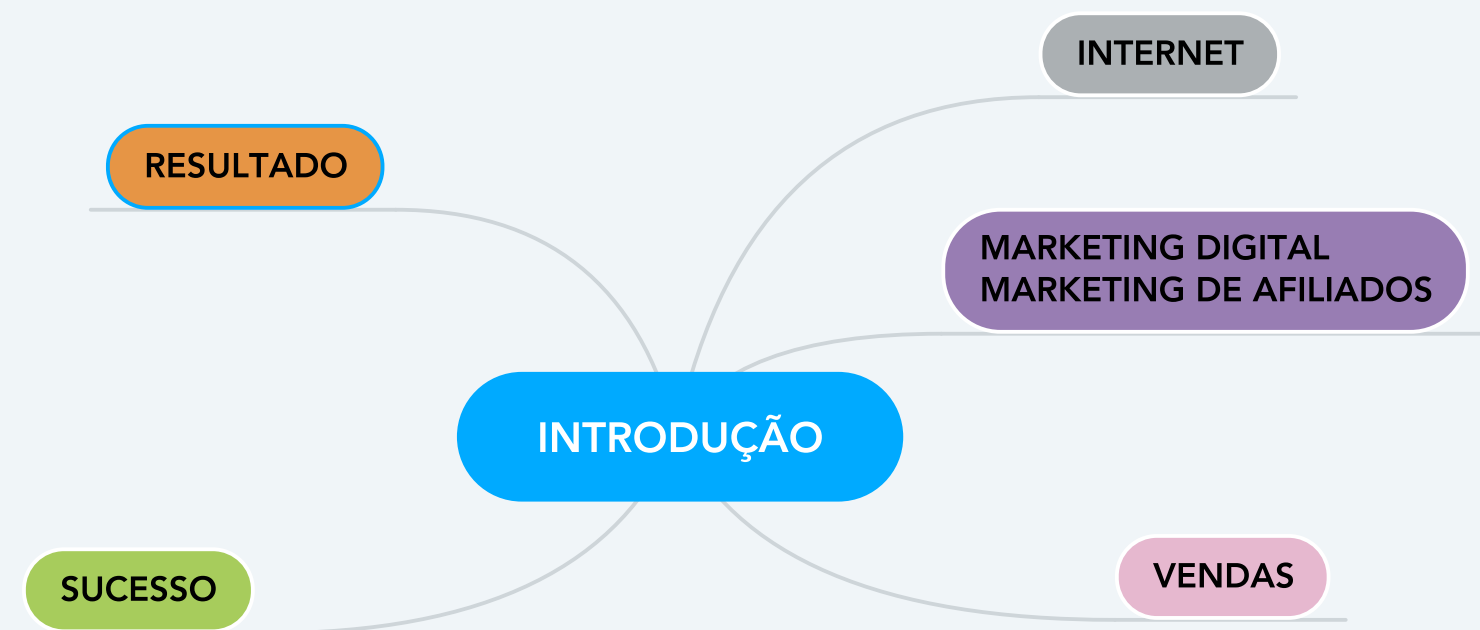 INTERNET
RESULTADO
MARKETING DIGITAL
MARKETING DE AFILIADOS
INTRODUÇÃO
SUCESSO
VENDAS